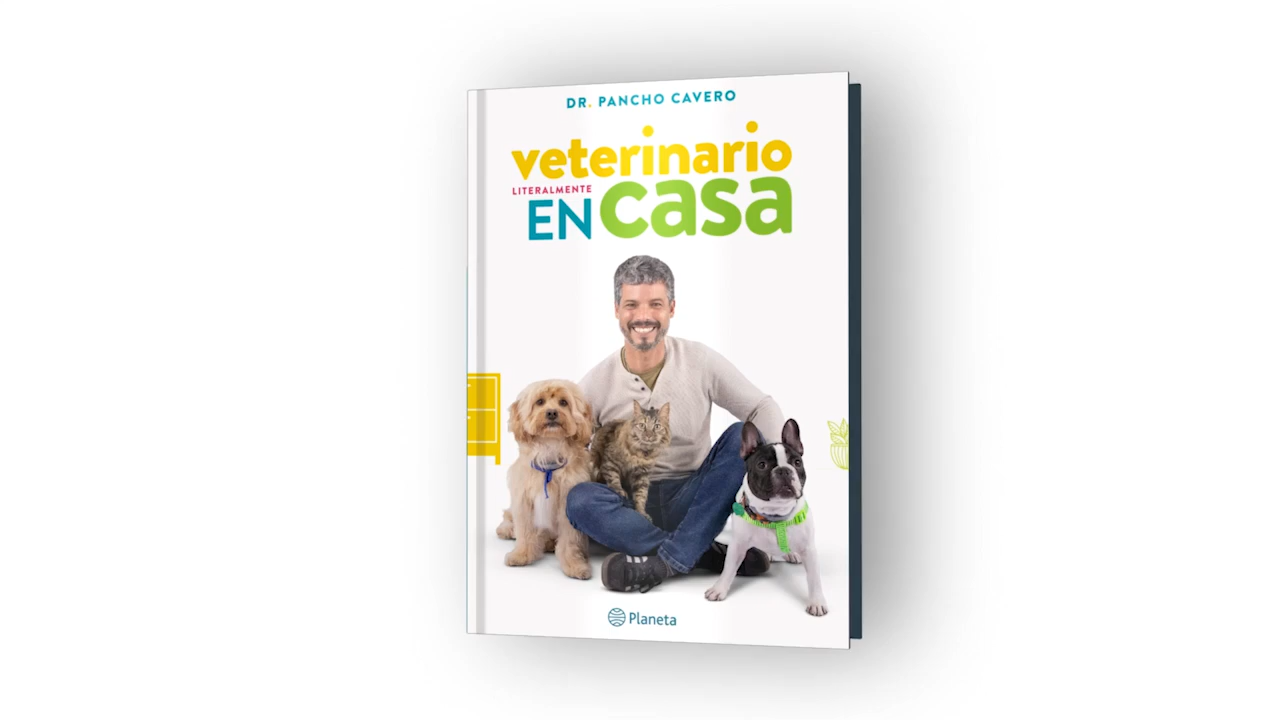 DR. PANCHO CAVERO
veterinario
LITERALMENTE
EN casa
Planeta